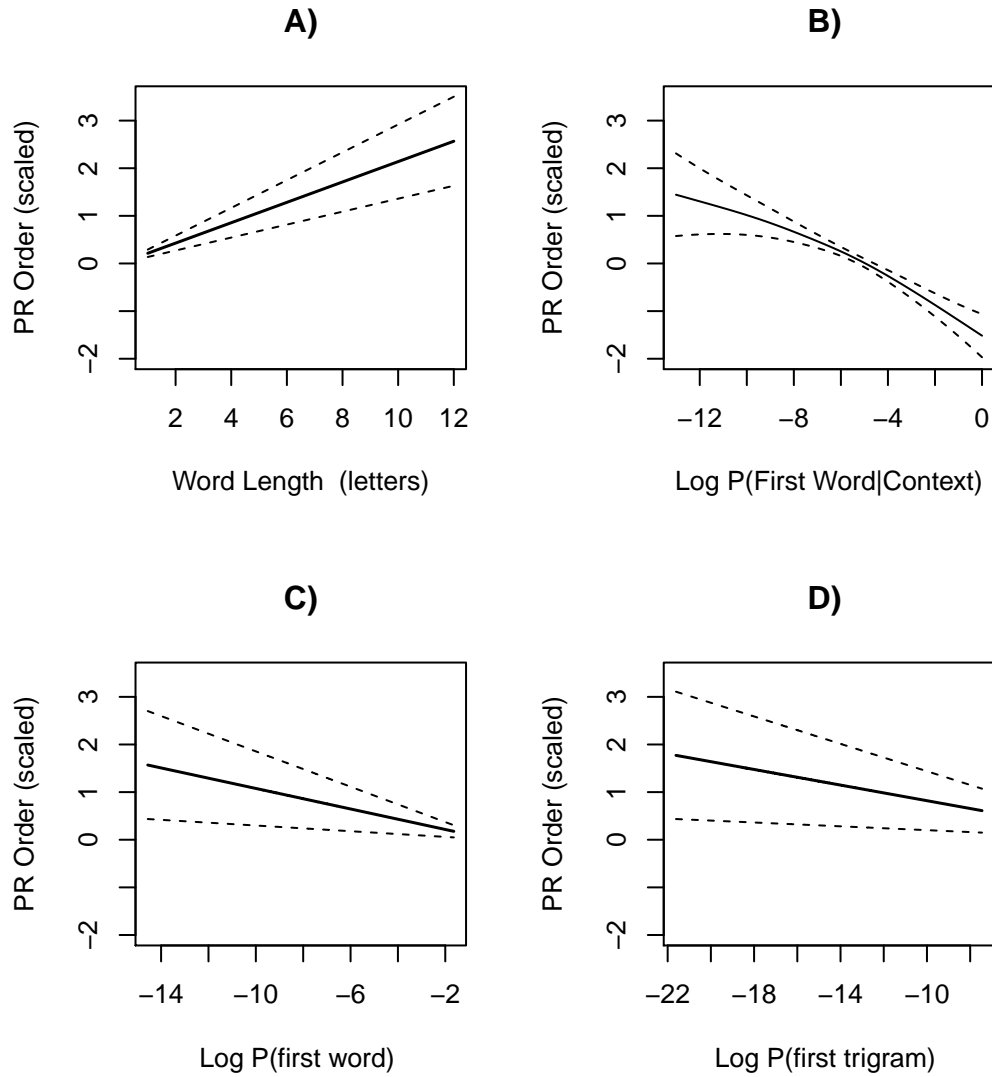 A)
PR Order (scaled)
3
2
1
0
−2
2 4 6 8 10 12
Word Length (letters)
B)
PR Order (scaled)
3
2
1
0
−2
−12 −8 −4 0
Log P(First Word|Context)
C)
PR Order (scaled)
3
2
1
0
−2
−14 −10 −6 −2
Log P(first word)
D)
PR Order (scaled)
3
2
1
0
−2
−22 −18 −14 −10
Log P(first trigram)